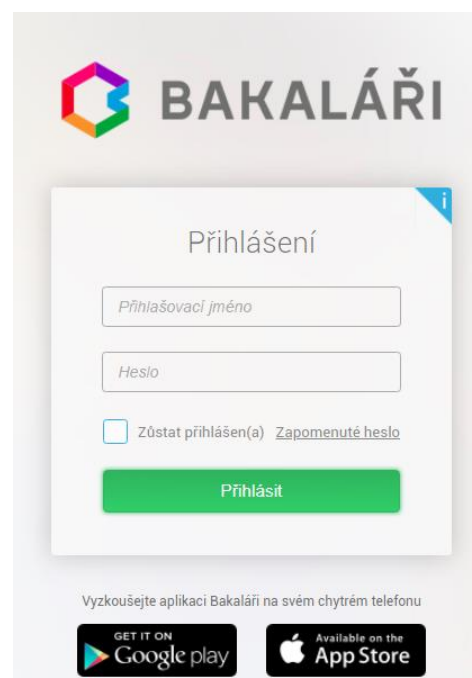 BAKALÁŘI
i
Přihlášení
Přihlašovací jméno
Heslo
Zůstat přihlášen(a) Zapomenuté heslo
Přihlásit
Vyzkoušejte aplikaci Bakaláři na svém chytrém telefonu
GET IT ON
Google play
Available on the
App Store